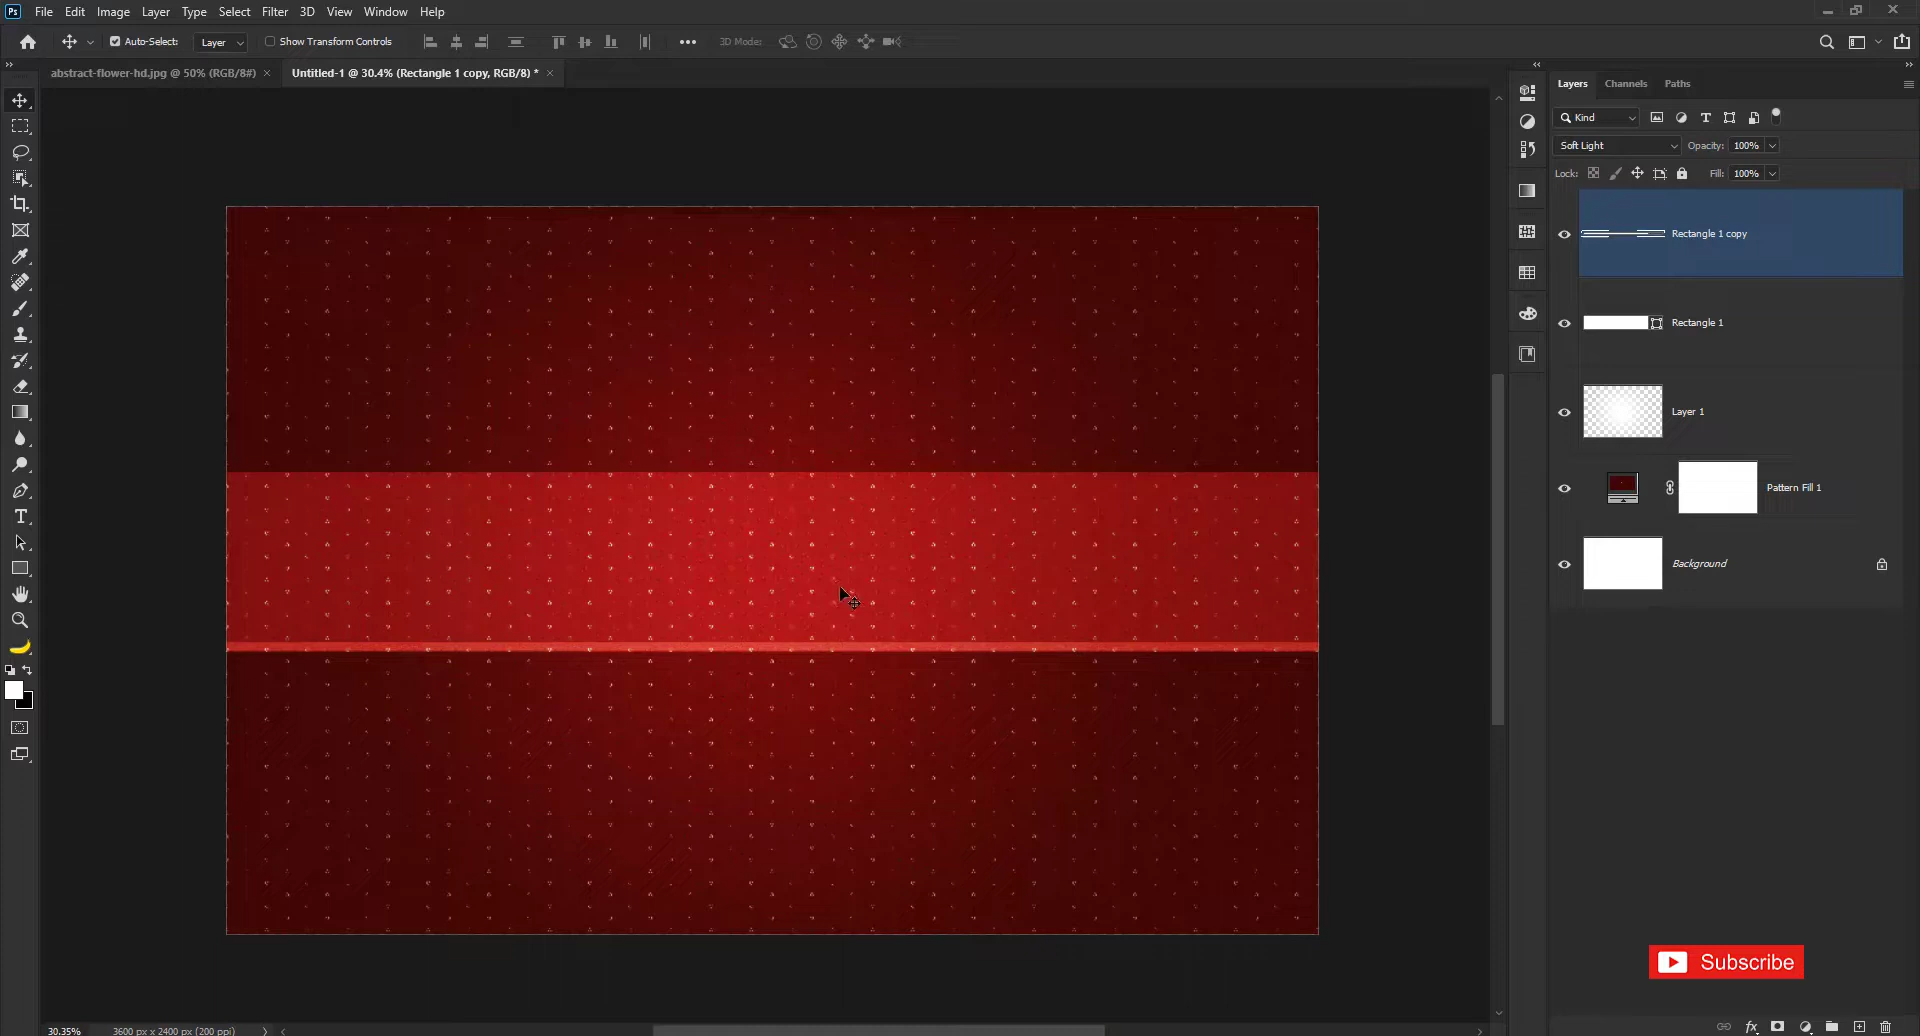 Ps File Edit Image Layer Type Select Filter 3D View Window Help
Auto-Select: Layer Show Transform Controls 3D Mode:
abstract-flower-hd.jpg @ 50% (RGB/8#) × Untitled-1 @ 30.4% (Rectangle 1 copy, RGB/8) * ×
Layers Channels Paths
Kind
Soft Light Opacity: 100%
Lock: Fill: 100%
Rectangle 1 copy
Rectangle 1
Layer 1
Pattern Fill 1
Background
Subscribe
30.35% 3600 px x 2400 px (200 ppi)
fx